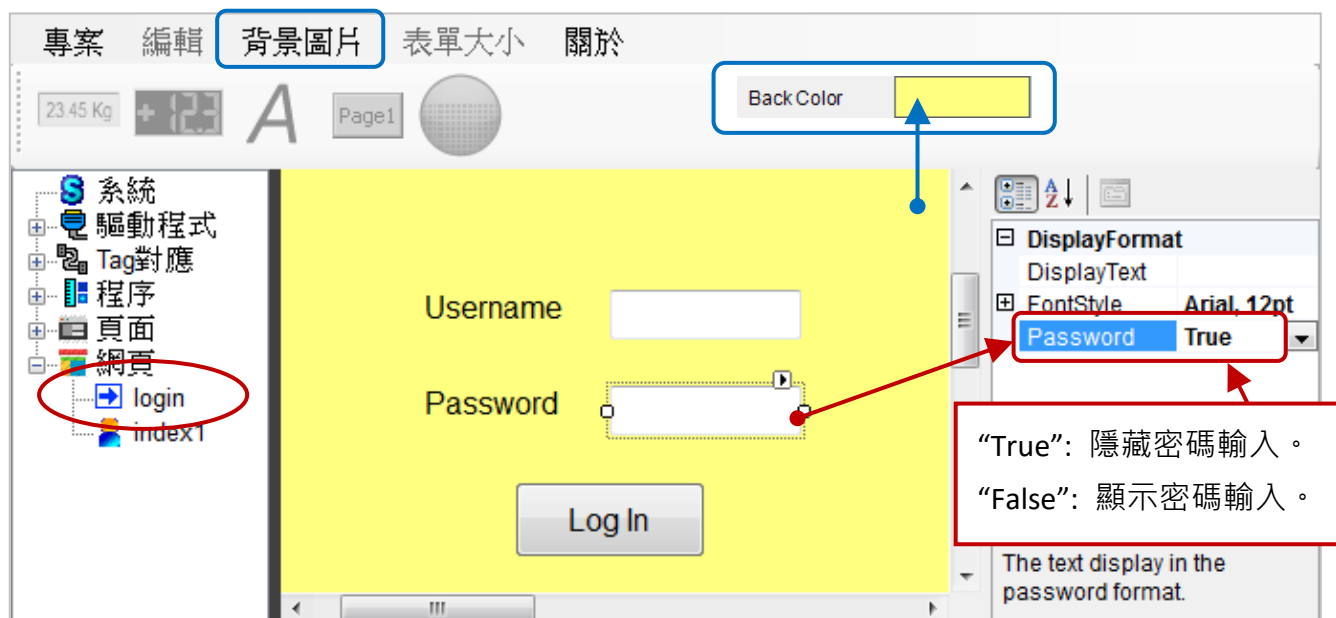 專案 編輯 背景圖片 表單大小 關於
23.45 Kg +12.3 A Page1
Back Color
系統
驅動程式
Tag對應
程序
頁面
網頁
login
index1
Username
Password
Log In
DisplayFormat
DisplayText
FontStyle Arial, 12pt
Password True
“True”: 隱藏密碼輸入。
“False”: 顯示密碼輸入。
The text display in the
password format.